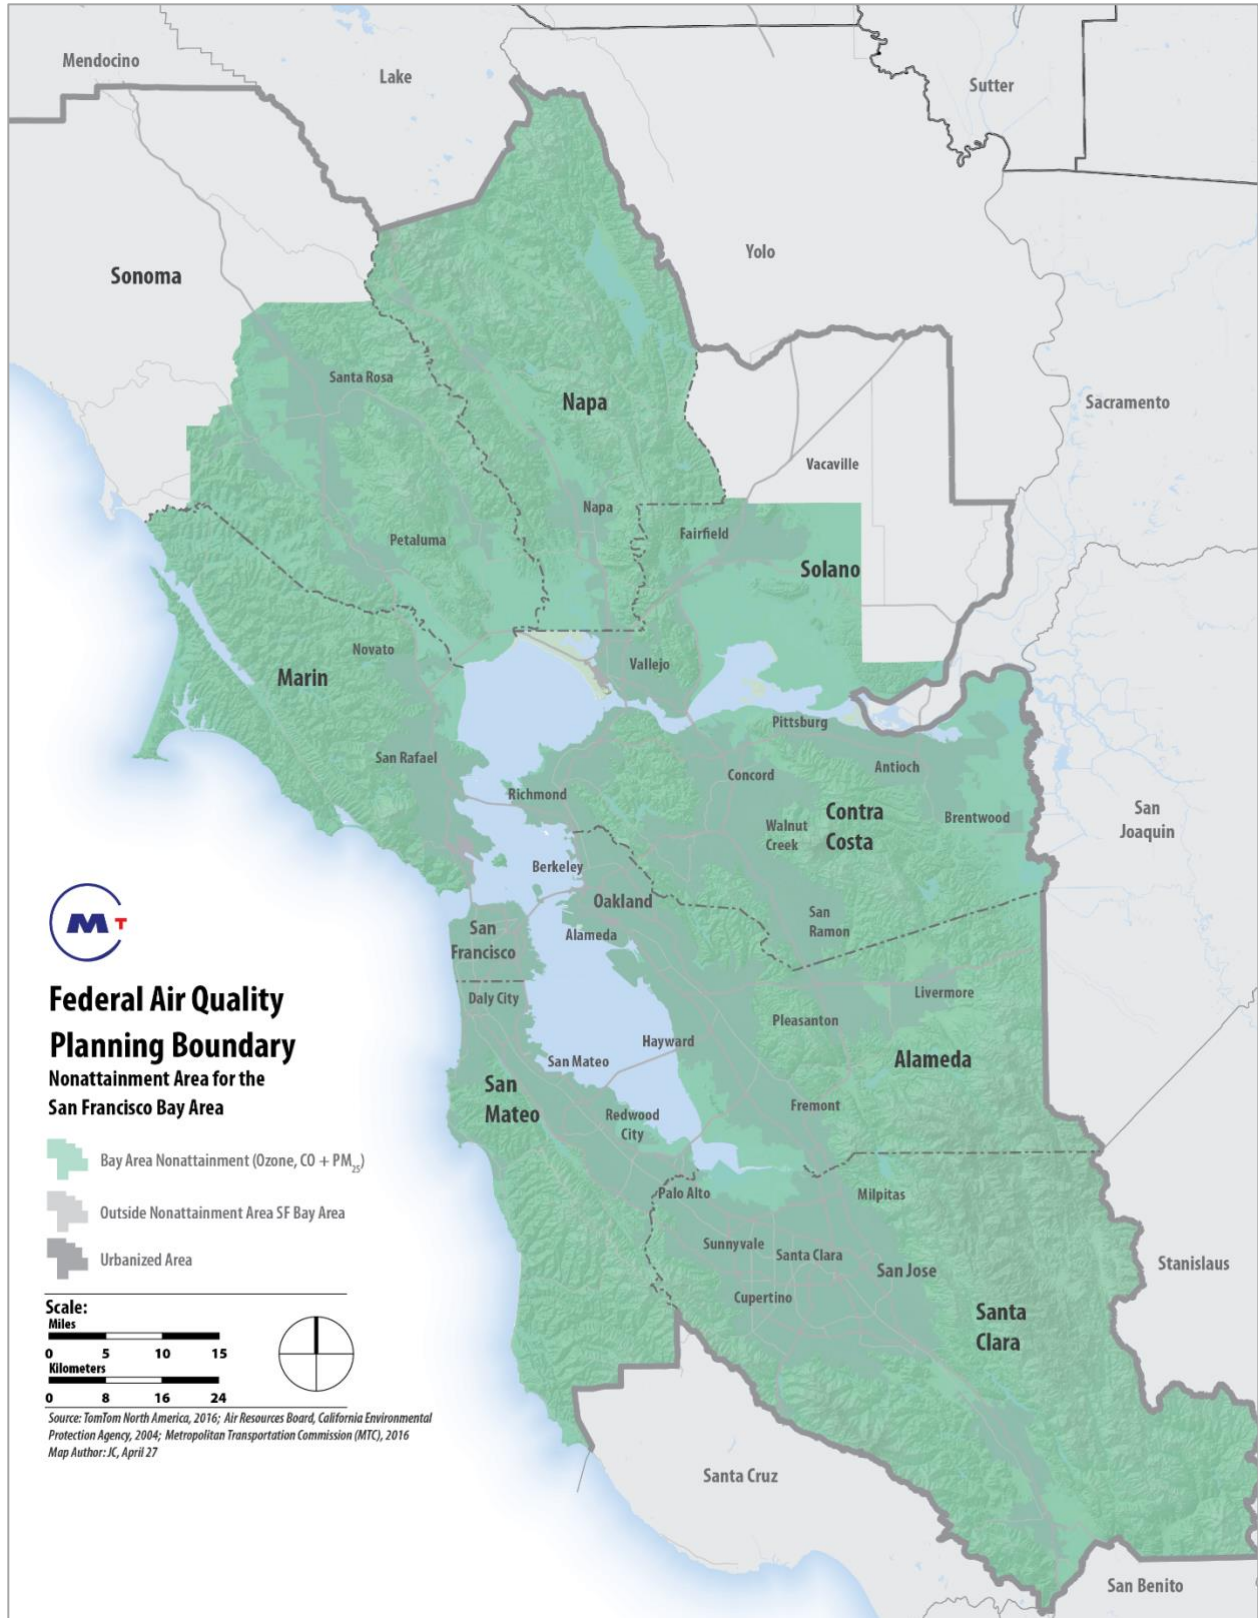 Mendocino
Lake
Sutter
Yolo
Sonoma
Sacramento
Santa Rosa
Napa
Vacaville
Napa
Fairfield
Petaluma
Solano
Novato
Vallejo
Marin
Pittsburg
San Rafael
Antioch
Concord
Richmond
Contra
Costa
Brentwood
San
Joaquin
Walnut
Creek
Berkeley
Oakland
San
Ramon
San
Francisco
Alameda
Daly City
Livermore
Pleasanton
Hayward
San Mateo
Alameda
San
Mateo
Redwood
City
Fremont
Palo Alto
Milpitas
Sunnyvale
Santa Clara
San Jose
Cupertino
Santa
Clara
Stanislaus
Santa Cruz
San Benito
M T
Federal Air Quality
Planning Boundary
Nonattainment Area for the
San Francisco Bay Area
Bay Area Nonattainment (Ozone, CO + PM25)
Outside Nonattainment Area SF Bay Area
Urbanized Area
Scale:
Miles
0 5 10 15
Kilometers
0 8 16 24
Source: TomTom North America, 2016; Air Resources Board, California Environmental
Protection Agency, 2004; Metropolitan Transportation Commission (MTC), 2016
Map Author: JC, April 27